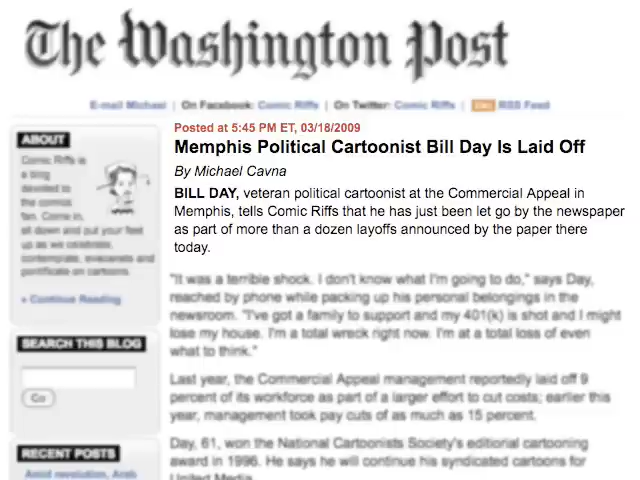 The Washington Post
E-mail Michael | On Facebook: Comic Riffs | On Twitter: Comic Riffs | RSS Feed
ABOUT
Comic Riffs is
a blog
devoted to
the comics
fan. Come in,
sit down and put your feet
up as we celebrate,
contemplate, eviscerate and
pontificate on cartoons.
» Continue Reading
SEARCH THIS BLOG
Go
RECENT POSTS
Amid revolution, Arab
Posted at 5:45 PM ET, 03/18/2009
Memphis Political Cartoonist Bill Day Is Laid Off
By Michael Cavna
BILL DAY, veteran political cartoonist at the Commercial Appeal in
Memphis, tells Comic Riffs that he has just been let go by the newspaper
as part of more than a dozen layoffs announced by the paper there
today.
"It was a terrible shock. I don't know what I'm going to do," says Day,
reached by phone while packing up his personal belongings in the
newsroom. "I've got a family to support and my 401(k) is shot and I might
lose my house. I'm a total wreck right now. I'm at a total loss of even
what to think."
Last year, the Commercial Appeal management reportedly laid off 9
percent of its workforce as part of a larger effort to cut costs; earlier this
year, management took pay cuts of as much as 15 percent.
Day, 61, won the National Cartoonists Society's editorial cartooning
award in 1996. He says he will continue his syndicated cartoons for
United Media.